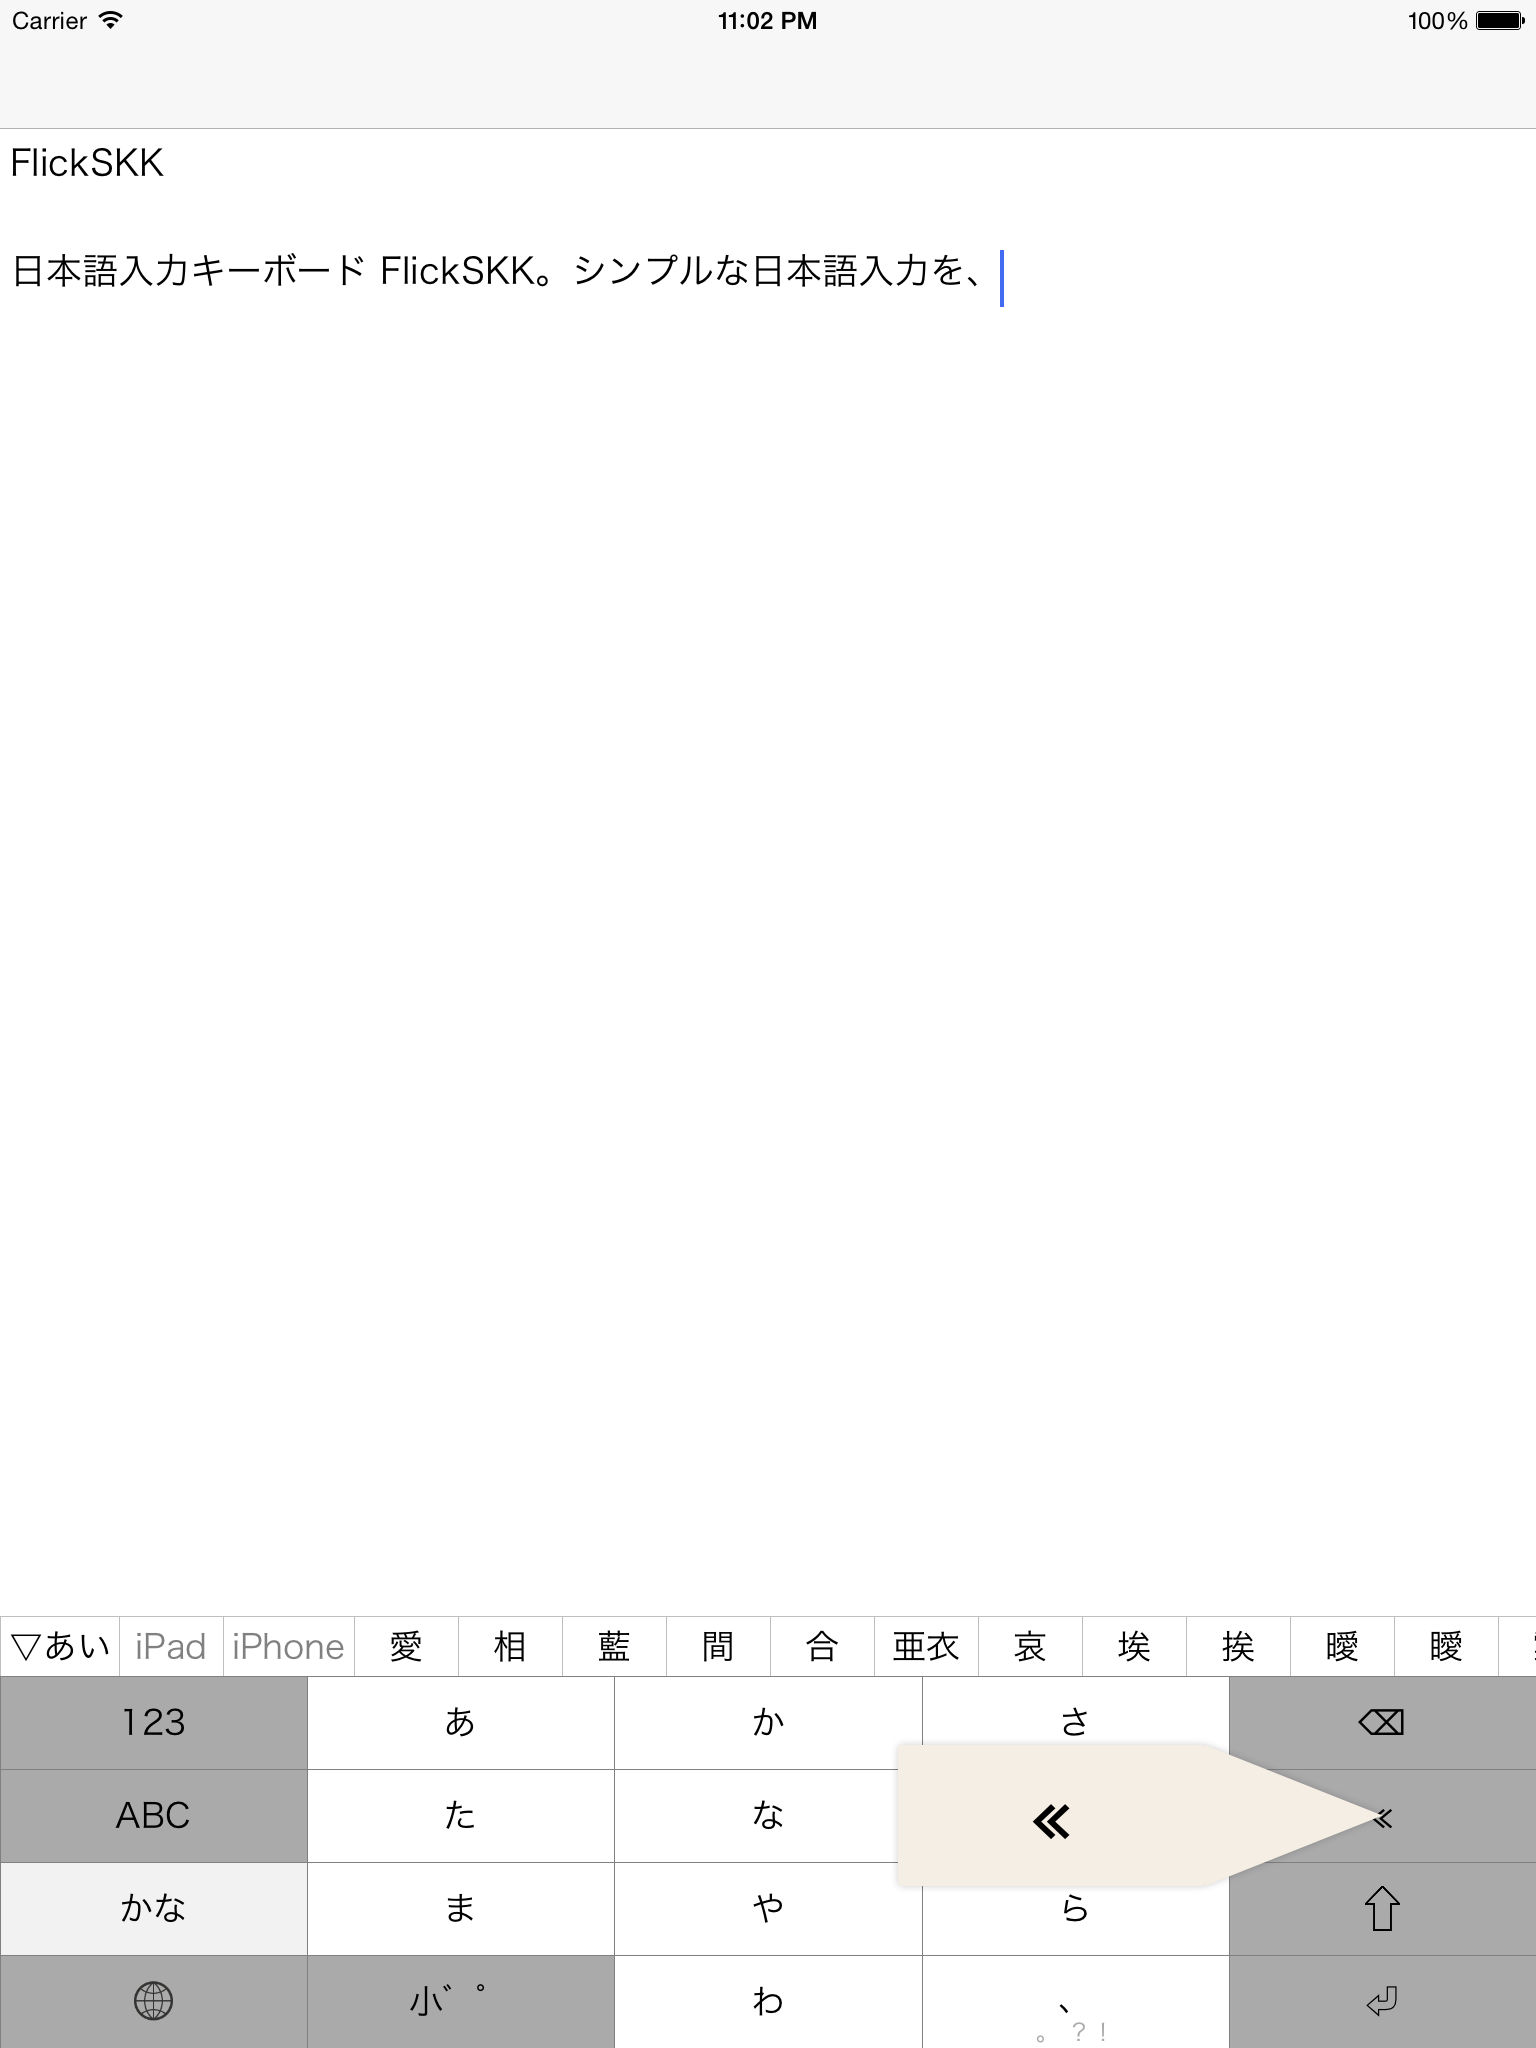 Carrier 11:02 PM 100%
FlickSKK
日本語入力キーボード FlickSKK。シンプルな日本語入力を、
▽あい iPad iPhone 愛 相 藍 間 合 亜衣 哀 埃 挨 曖 曖
123 あ か さ ⌫
ABC た な « «
かな ま や ら ⇧
小゛゜ わ 、 ⏎
。？！